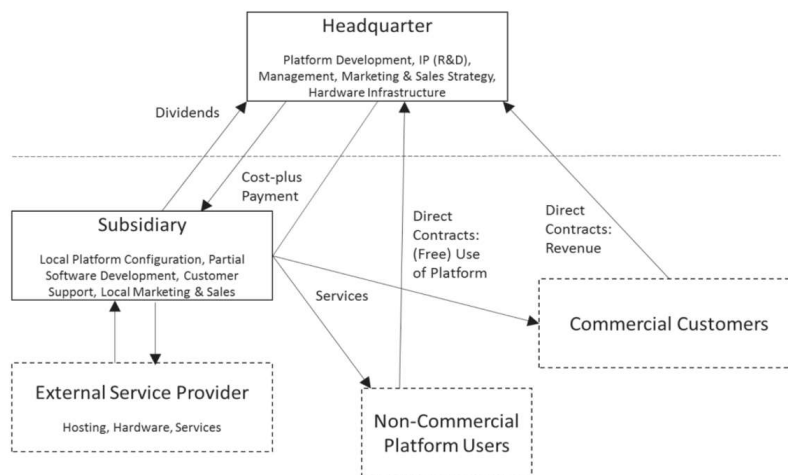 Headquarter
Platform Development, IP (R&D),
Management, Marketing & Sales Strategy,
Hardware Infrastructure
Dividends
Cost-plus
Payment
Subsidiary
Local Platform Configuration, Partial
Software Development, Customer
Support, Local Marketing & Sales
Direct
Contracts:
(Free) Use
of Platform
Direct
Contracts:
Revenue
Services
Commercial Customers
External Service Provider
Hosting, Hardware, Services
Non-Commercial
Platform Users